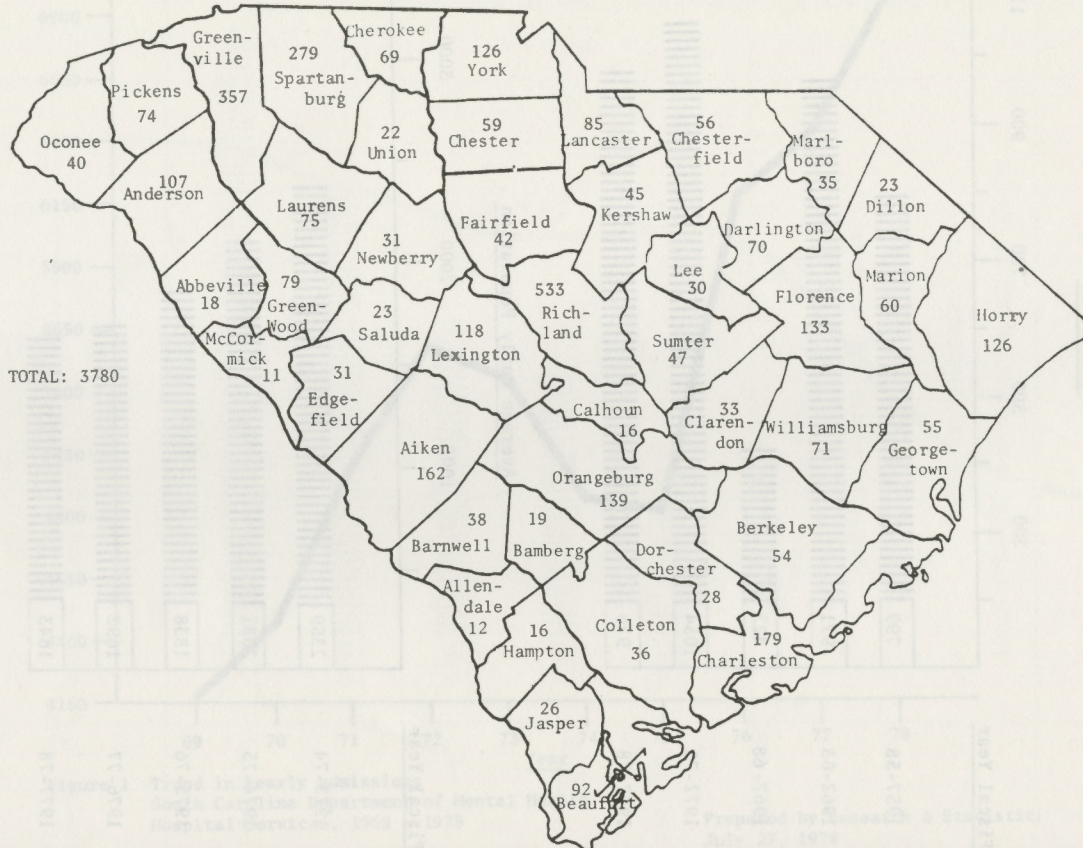 Green-
ville
357
Cherokee
69
279
Spartan-
burg
126
York
Pickens
74
Oconee
40
22
Union
59
Chester
85
Lancaster
56
Chester-
field
Marl-
boro
35
107
Anderson
Laurens
75
45
Kershaw
23
Dillon
Fairfield
42
Darlington
70
31
Newberry
Lee
30
Marion
60
Abbeville
18
79
Green-
Wood
533
Rich-
land
Florence
133
Horry
126
23
Saluda
118
Lexington
Sumter
47
McCor-
mick
11
TOTAL: 3780
31
Edge-
field
Calhoun
16
33
Claren-
don
Williamsburg
71
55
George-
town
Aiken
162
Orangeburg
139
38
Barnwell
19
Bamberg
Berkeley
54
Dor-
chester
28
Allen-
dale
12
16
Hampton
Colleton
36
179
Charleston
26
Jasper
92
Beaufort